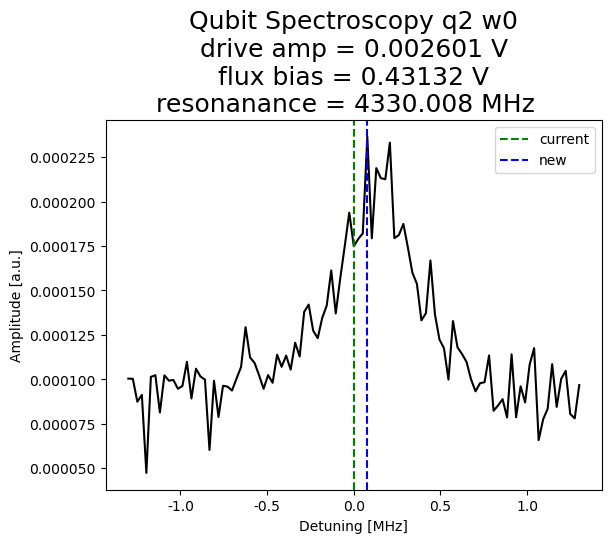 Qubit Spectroscopy q2 w0
drive amp = 0.002601 V
flux bias = 0.43132 V
resonanance = 4330.008 MHz
current
new
0.000225
0.000200
0.000175
0.000150
0.000125
0.000100
0.000075
0.000050
Amplitude [a.u.]
-1.0 -0.5 0.0 0.5 1.0
Detuning [MHz]